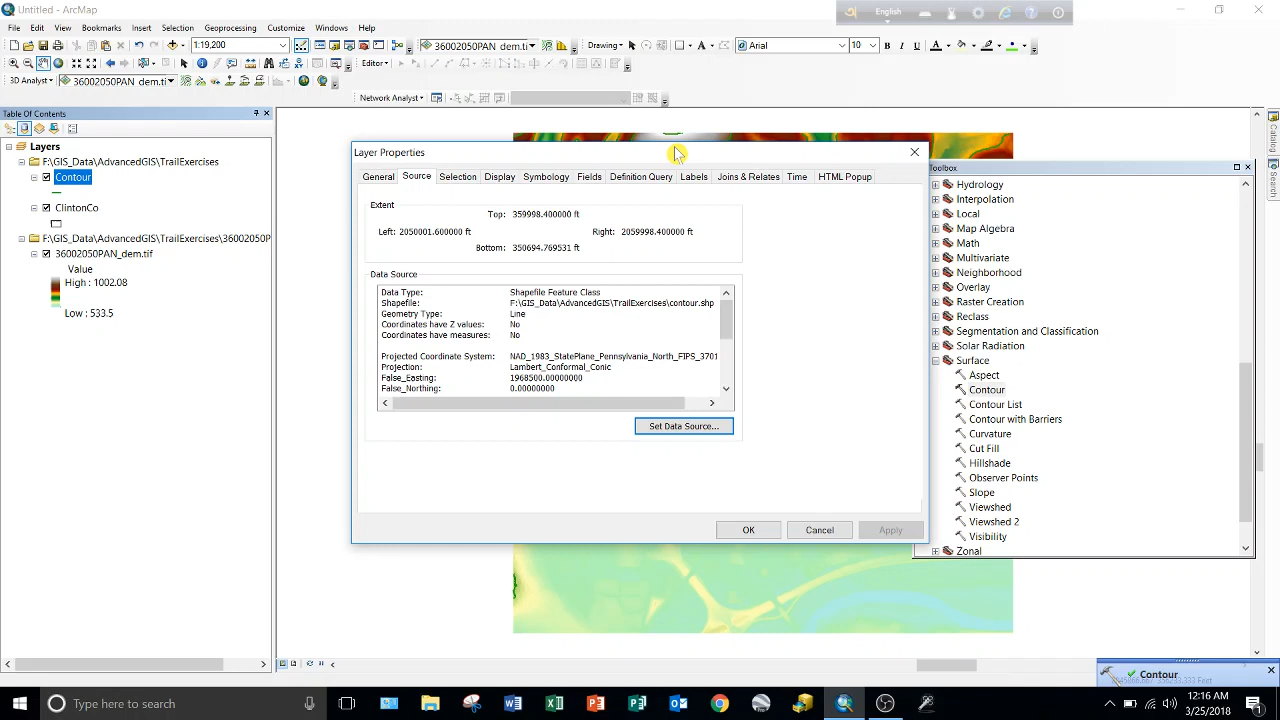 Untitled - ArcMap
English
File Edit View Bookmarks Insert Selection Geoprocessing Customize Windows Help
1:19,200
36002050PAN_dem.ti
Drawing
Arial
10
B I U A
Editor
3D Analyst
36002050PAN_dem.tif
Network Analyst
Table Of Contents
Layers
F:\GIS_Data\AdvancedGIS\TrailExercises
Contour
ClintonCo
F:\GIS_Data\AdvancedGIS\TrailExercises\36002050P
36002050PAN_dem.tif
Value
High : 1002.08
Low : 533.5
Layer Properties
General Source Selection Display Symbology Fields Definition Query Labels Joins & Relates Time HTML Popup
Extent
Top: 359998.400000 ft
Left: 2050001.600000 ft
Right: 2059998.400000 ft
Bottom: 350694.769531 ft
Data Source
Data Type: Shapefile Feature Class
Shapefile: F:\GIS_Data\AdvancedGIS\TrailExercises\contour.shp
Geometry Type: Line
Coordinates have Z values: No
Coordinates have measures: No
Projected Coordinate System: NAD_1983_StatePlane_Pennsylvania_North_FIPS_3701
Projection: Lambert_Conformal_Conic
False_Easting: 1968500.00000000
False_Northing: 0.00000000
Set Data Source...
OK Cancel Apply
Toolbox
Hydrology
Interpolation
Local
Map Algebra
Math
Multivariate
Neighborhood
Overlay
Raster Creation
Reclass
Segmentation and Classification
Solar Radiation
Surface
Aspect
Contour
Contour List
Contour with Barriers
Curvature
Cut Fill
Hillshade
Observer Points
Slope
Viewshed
Viewshed 2
Visibility
Zonal
Catalog
Search
Contour
Type here to search
12:16 AM
3/25/2018